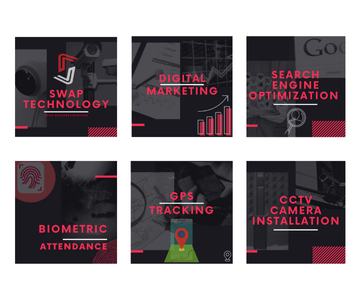 SWAP
TECHNOLOGY
DIGITAL
MARKETING
Goo
SEARCH
ENGINE
OPTIMIZATION
BIOMETRIC
ATTENDANCE
GPS
TRACKING
CCTV
CAMERA
INSTALLATION